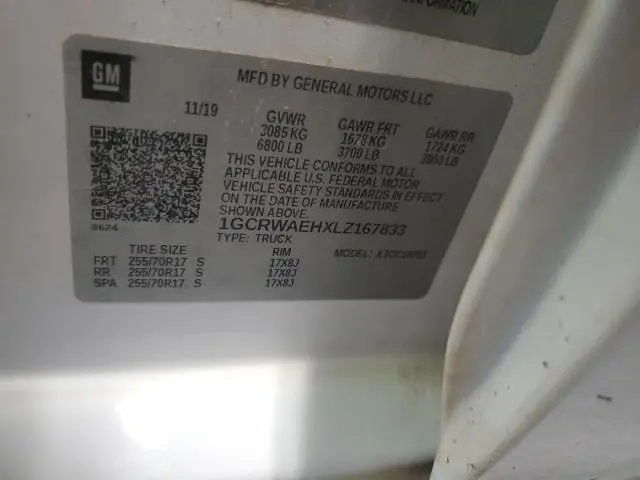 INFORMATION
GM
MFD BY GENERAL MOTORS LLC
11/19
GVWR GAWR FRT GAWR RR
3085 KG 1678 KG 1724 KG
6800 LB 3700 LB 3800 LB
THIS VEHICLE CONFORMS TO ALL
APPLICABLE U.S. FEDERAL MOTOR
VEHICLE SAFETY STANDARDS IN EFFECT
ON THE DATE OF MANUFACTURE
SHOWN ABOVE.
1GCRWAEHXLZ167833
9624
TYPE: TRUCK
TIRE SIZE RIM MODEL:
FRT 255/70R17 S 17X8J
RR 255/70R17 S 17X8J
SPA 255/70R17 S 17X8J